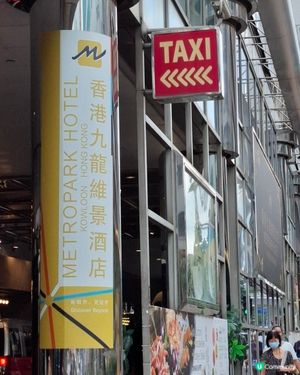 METROPARK HOTEL
KOWLOON · HONG KONG
香港九龍維景酒店
Discover Beyond
TAXI
<<<<<